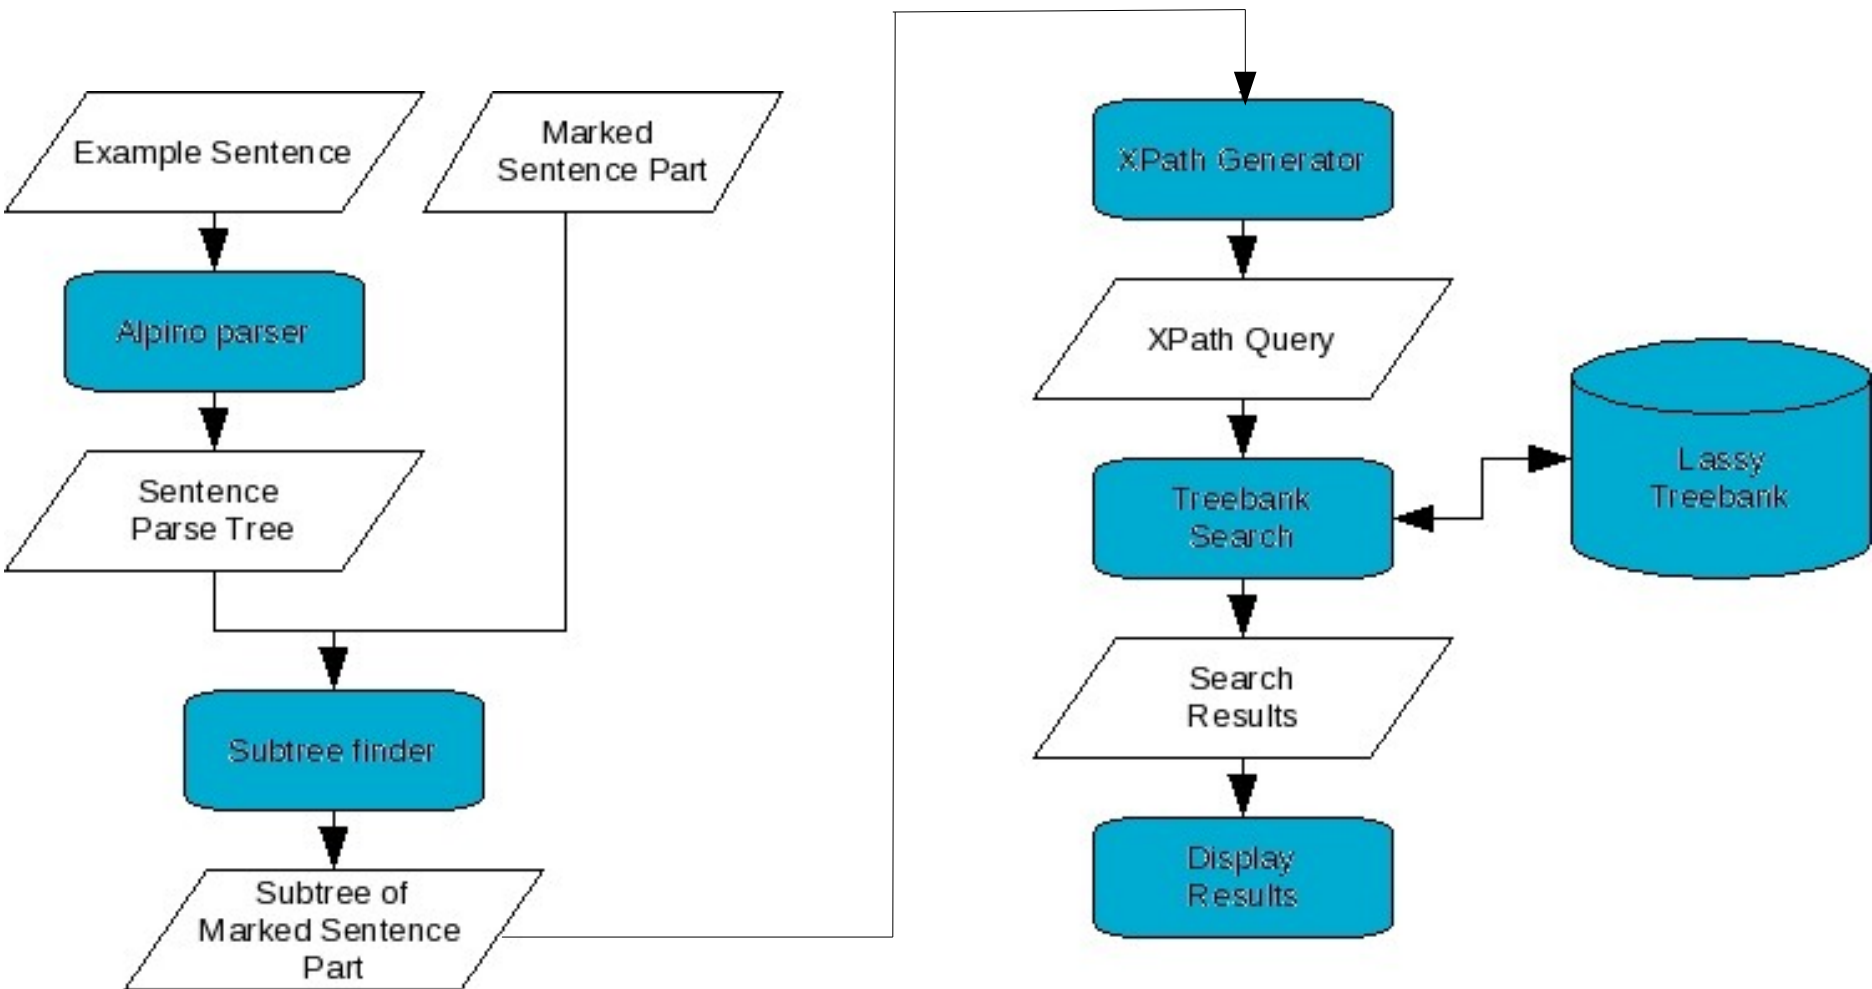 Example Sentence
Marked
Sentence Part
Alpino parser
Sentence
Parse Tree
Subtree finder
Subtree of
Marked Sentence
Part
XPath Generator
XPath Query
Treebank
Search
Lassy
Treebank
Search
Results
Display
Results